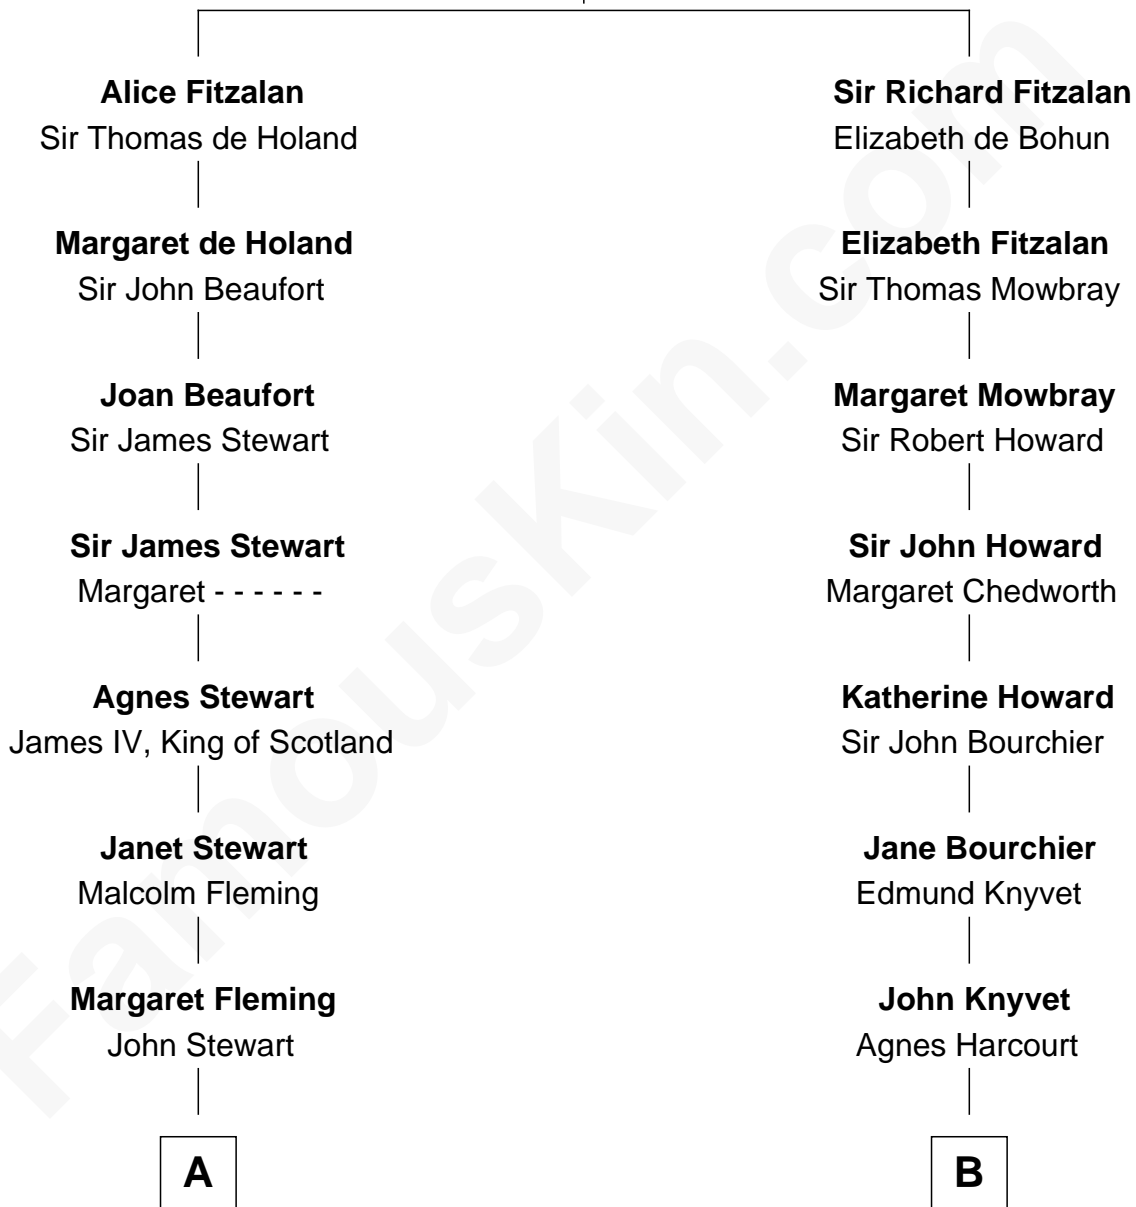 Alice Fitzalan
Sir Thomas de Holand
Margaret de Holand
Sir John Beaufort
Joan Beaufort
Sir James Stewart
Sir James Stewart
Margaret - - - - - -
Agnes Stewart
James IV, King of Scotland
Janet Stewart
Malcolm Fleming
Margaret Fleming
John Stewart
A
Sir Richard Fitzalan
Elizabeth de Bohun
Elizabeth Fitzalan
Sir Thomas Mowbray
Margaret Mowbray
Sir Robert Howard
Sir John Howard
Margaret Chedworth
Katherine Howard
Sir John Bourchier
Jane Bourchier
Edmund Knyvet
John Knyvet
Agnes Harcourt
B
FamousKin.com